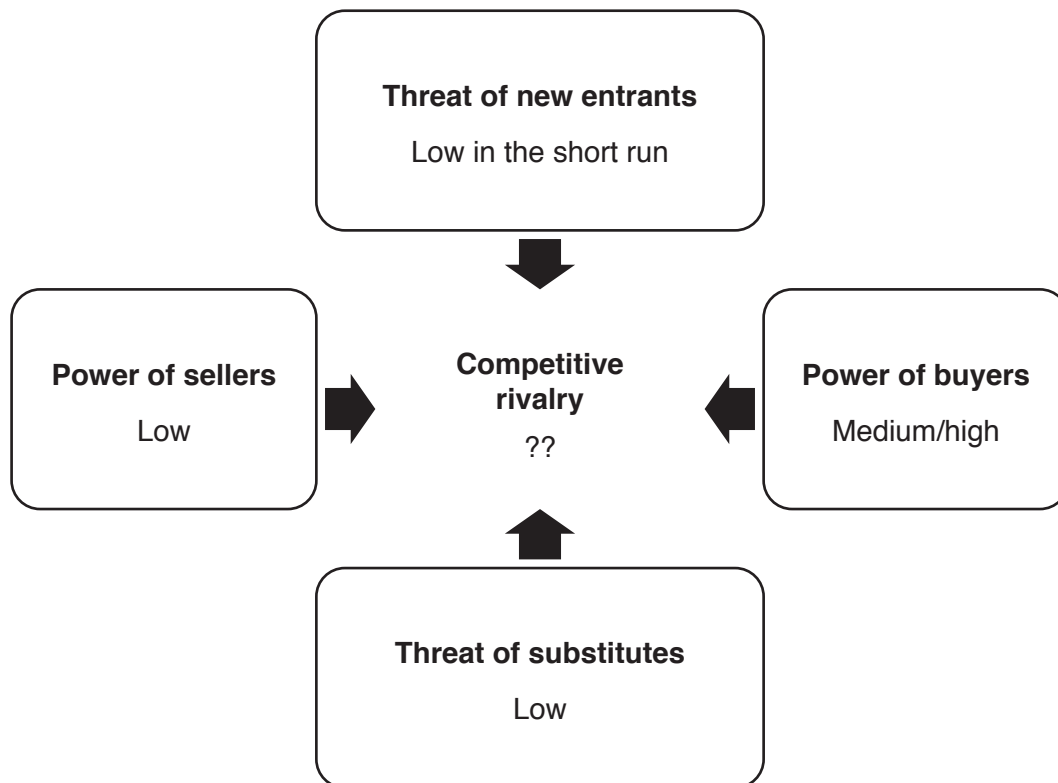 Threat of new entrants
Low in the short run
Power of sellers
Low
Competitive
rivalry
??
Power of buyers
Medium/high
Threat of substitutes
Low